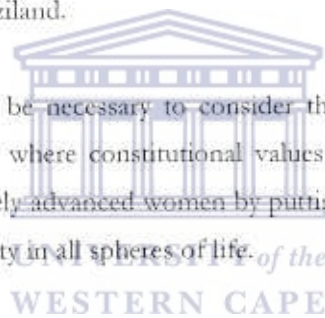 ziland.
be necessary to consider th
where constitutional values
ely advanced women by puttin
ty in all spheres of life.
UNIVERSITY of the
WESTERN CAPE